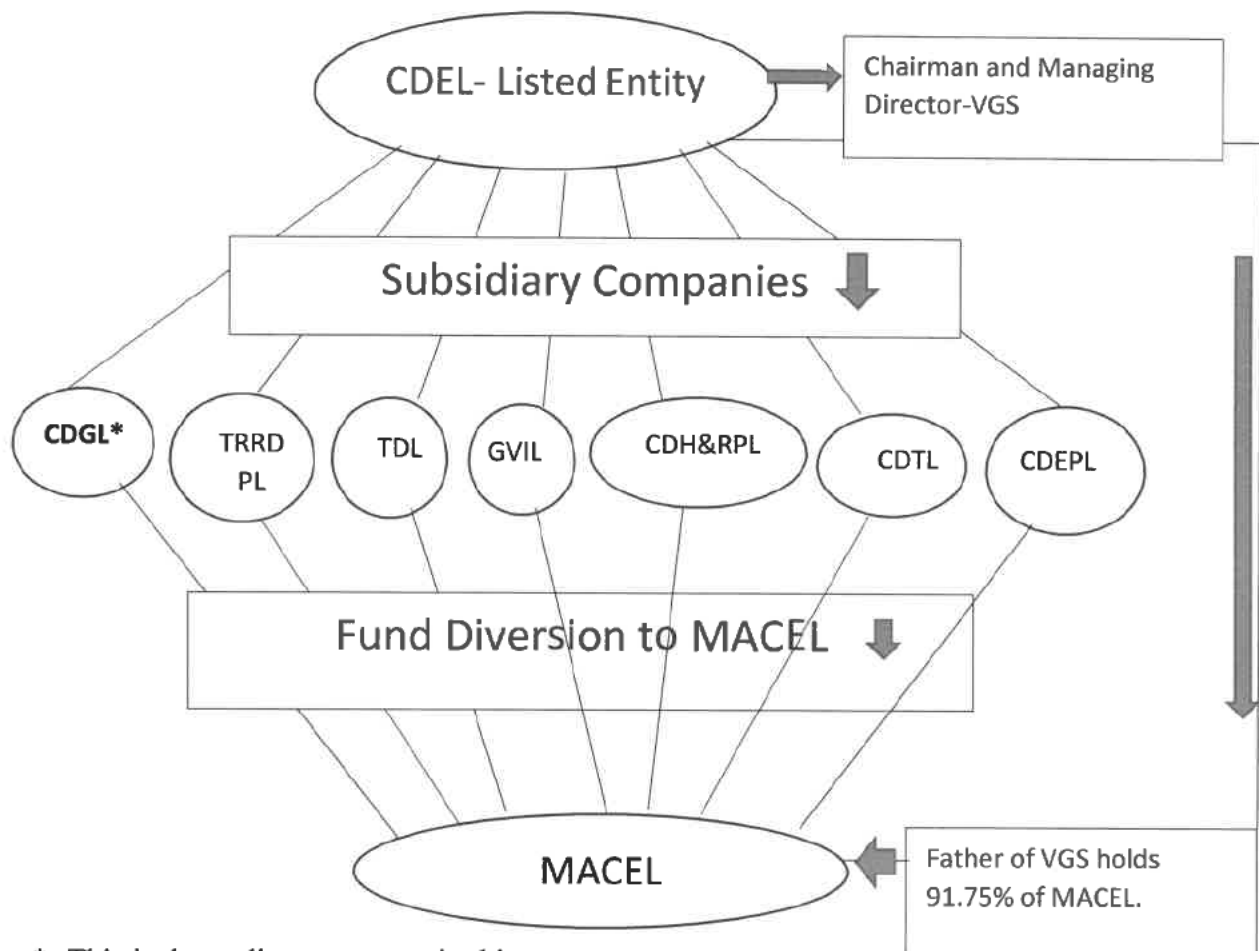 CDEL- Listed Entity
Chairman and Managing
Director-VGS
Subsidiary Companies
CDGL*
TRRD
PL
TDL
GVIL
CDH&RPL
CDTL
CDEPL
Fund Diversion to MACEL
MACEL
Father of VGS holds
91.75% of MACEL.